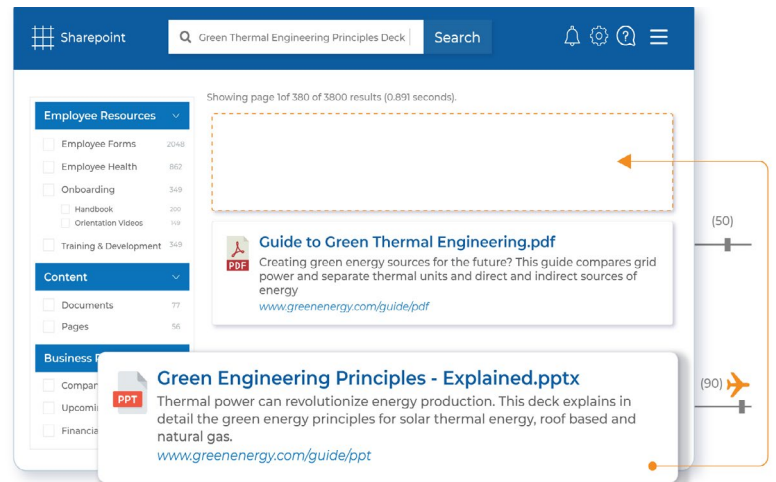 Sharepoint
Green Thermal Engineering Principles Deck
Search
Showing page 1of 380 of 3800 results (0.891 seconds).
Employee Resources
Employee Forms 2048
Employee Health 862
Onboarding 349
Handbook 200
Orientation Videos 149
Training & Development 349
Content
Documents 77
Pages 56
Business
Compan
Upcomi
Financia
PDF
Guide to Green Thermal Engineering.pdf
Creating green energy sources for the future? This guide compares grid
power and separate thermal units and direct and indirect sources of
energy
www.greenenergy.com/guide/pdf
(50)
PPT
Green Engineering Principles - Explained.pptx
Thermal power can revolutionize energy production. This deck explains in
detail the green energy principles for solar thermal energy, roof based and
natural gas.
www.greenenergy.com/guide/ppt
(90)